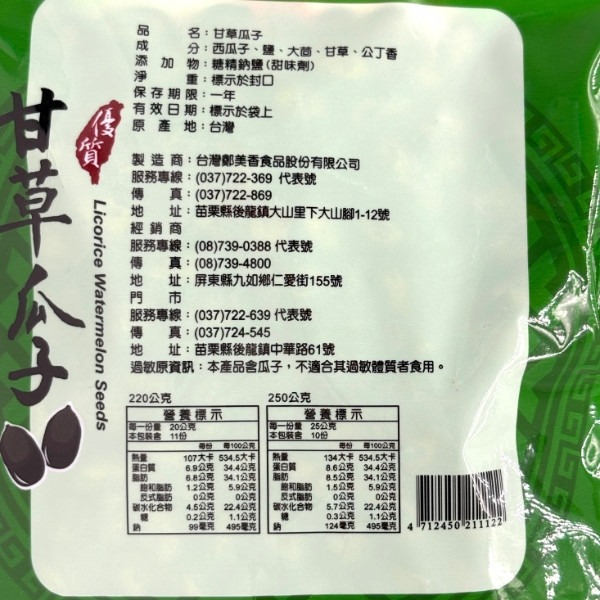 甘草瓜子
優質
Licorice Watermelon Seeds
品名：甘草瓜子
成分：西瓜子、鹽、大茴、甘草、公丁香
添加物：糖精鈉鹽(甜味劑)
淨重：標示於封口
保存期限：一年
有效日期：標示於袋上
原產地：台灣
製造商：台灣鄭美香食品股份有限公司
服務專線：(037)722-369 代表號
傳真：(037)722-869
地址：苗栗縣後龍鎮大山里下大山腳1-12號
經銷商
服務專線：(08)739-0388 代表號
傳真：(08)739-4800
地址：屏東縣九如鄉仁愛街155號
門市
服務專線：(037)722-639 代表號
傳真：(037)724-545
地址：苗栗縣後龍鎮中華路61號
過敏原資訊：本產品含瓜子，不適合其過敏體質者食用。
220公克
營養標示
每一份量 20公克
本包裝含 11份
每份 每100公克
熱量 107大卡 534.5大卡
蛋白質 6.9公克 34.4公克
脂肪 6.8公克 34.1公克
飽和脂肪 1.2公克 5.9公克
反式脂肪 0公克 0公克
碳水化合物 4.5公克 22.4公克
糖 0.2公克 1.1公克
鈉 99毫克 495毫克
250公克
營養標示
每一份量 25公克
本包裝含 10份
每份 每100公克
熱量 134大卡 534.5大卡
蛋白質 8.6公克 34.4公克
脂肪 8.5公克 34.1公克
飽和脂肪 1.5公克 5.9公克
反式脂肪 0公克 0公克
碳水化合物 5.7公克 22.4公克
糖 0.3公克 1.1公克
鈉 124毫克 495毫克
4 712450 211122